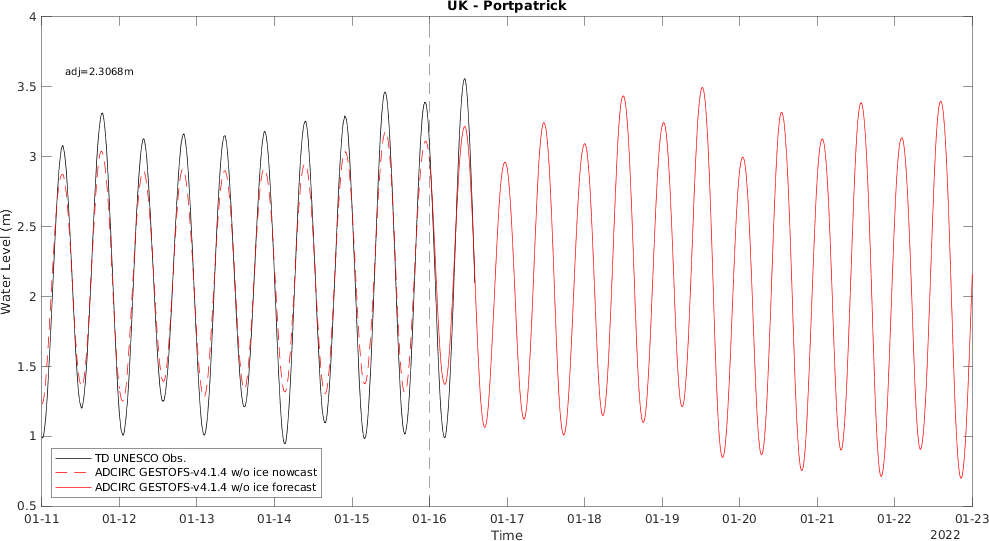 UK - Portpatrick
adj=2.3068m
Water Level (m)
4
3.5
3
2.5
2
1.5
1
0.5
TD UNESCO Obs.
ADCIRC GESTOFS-v4.1.4 w/o ice nowcast
ADCIRC GESTOFS-v4.1.4 w/o ice forecast
01-11 01-12 01-13 01-14 01-15 01-16 01-17 01-18 01-19 01-20 01-21 01-22 01-23
Time
2022